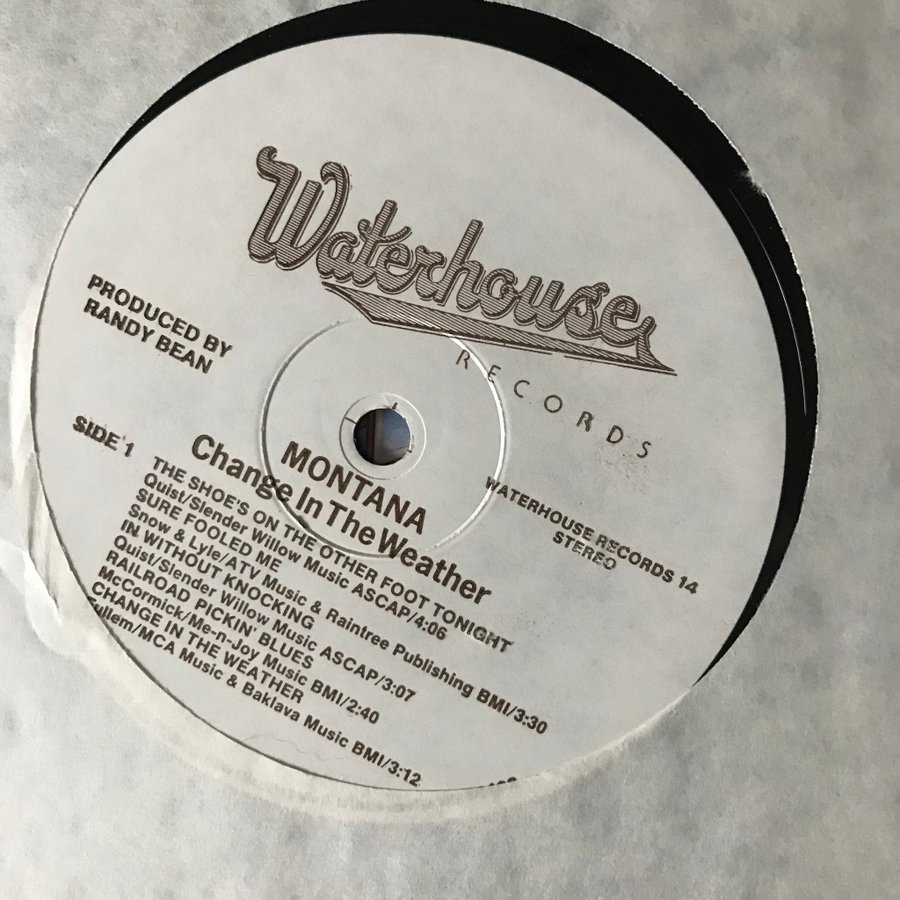 Waterhouse
RECORDS
PRODUCED BY
RANDY BEAN
SIDE 1
WATERHOUSE RECORDS 14
STEREO
MONTANA
Change In The Weather
THE SHOE'S ON THE OTHER FOOT TONIGHT
Quist/Slender Willow Music ASCAP/4:06
SURE FOOLED ME
Snow & Lyle/ATV Music & Raintree Publishing BMI/3:30
IN WITHOUT KNOCKING
Quist/Slender Willow Music ASCAP/3:07
RAILROAD PICKIN' BLUES
McCormick/Me-n-Joy Music BMI/2:40
CHANGE IN THE WEATHER
ullem/MCA Music & Baklava Music BMI/3:12